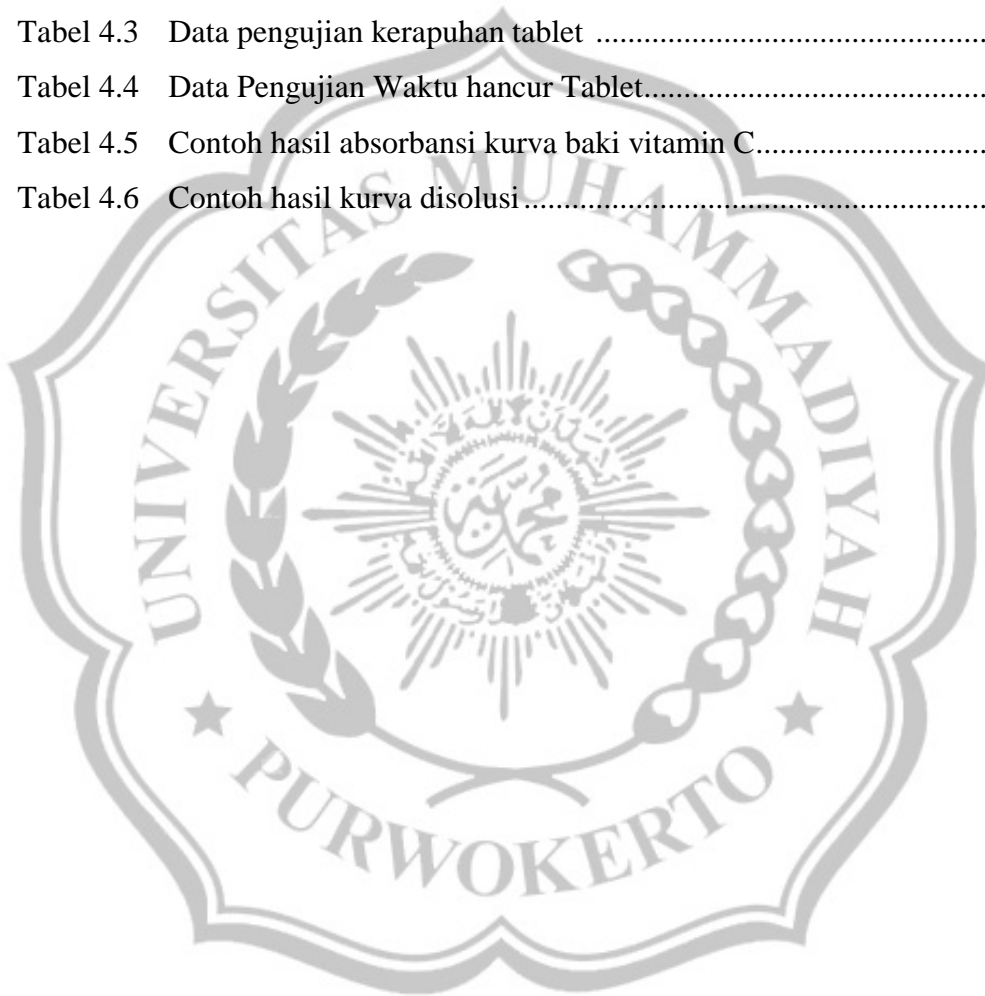 Tabel 4.3 Data pengujian kerapuhan tablet ................................................
Tabel 4.4 Data Pengujian Waktu hancur Tablet...........................................
Tabel 4.5 Contoh hasil absorbansi kurva baki vitamin C.............................
Tabel 4.6 Contoh hasil kurva disolusi..........................................................
UNIVERSITAS MUHAMMADIYAH
PURWOKERTO